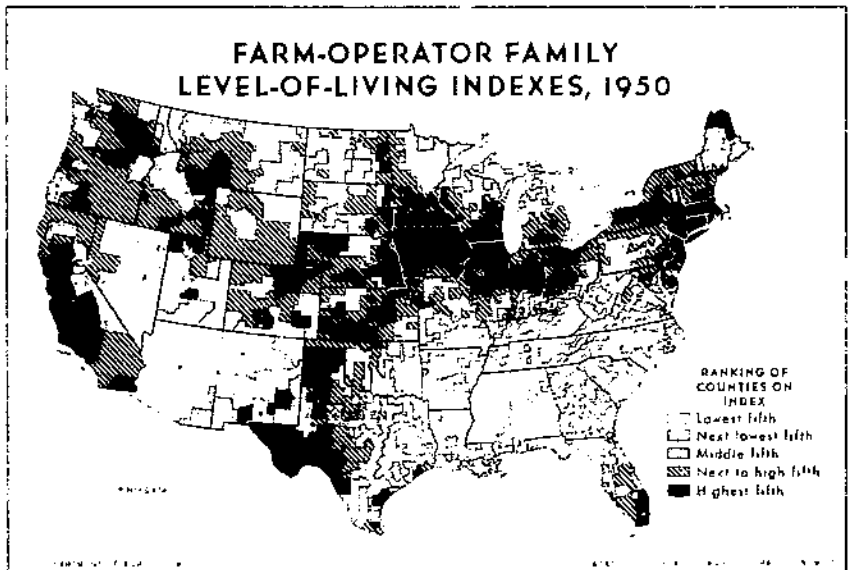 FARM-OPERATOR FAMILY
LEVEL-OF-LIVING INDEXES, 1950
RANKING OF
COUNTIES ON
INDEX
Lowest fifth
Next lowest fifth
Middle fifth
Next to high fifth
Highest fifth